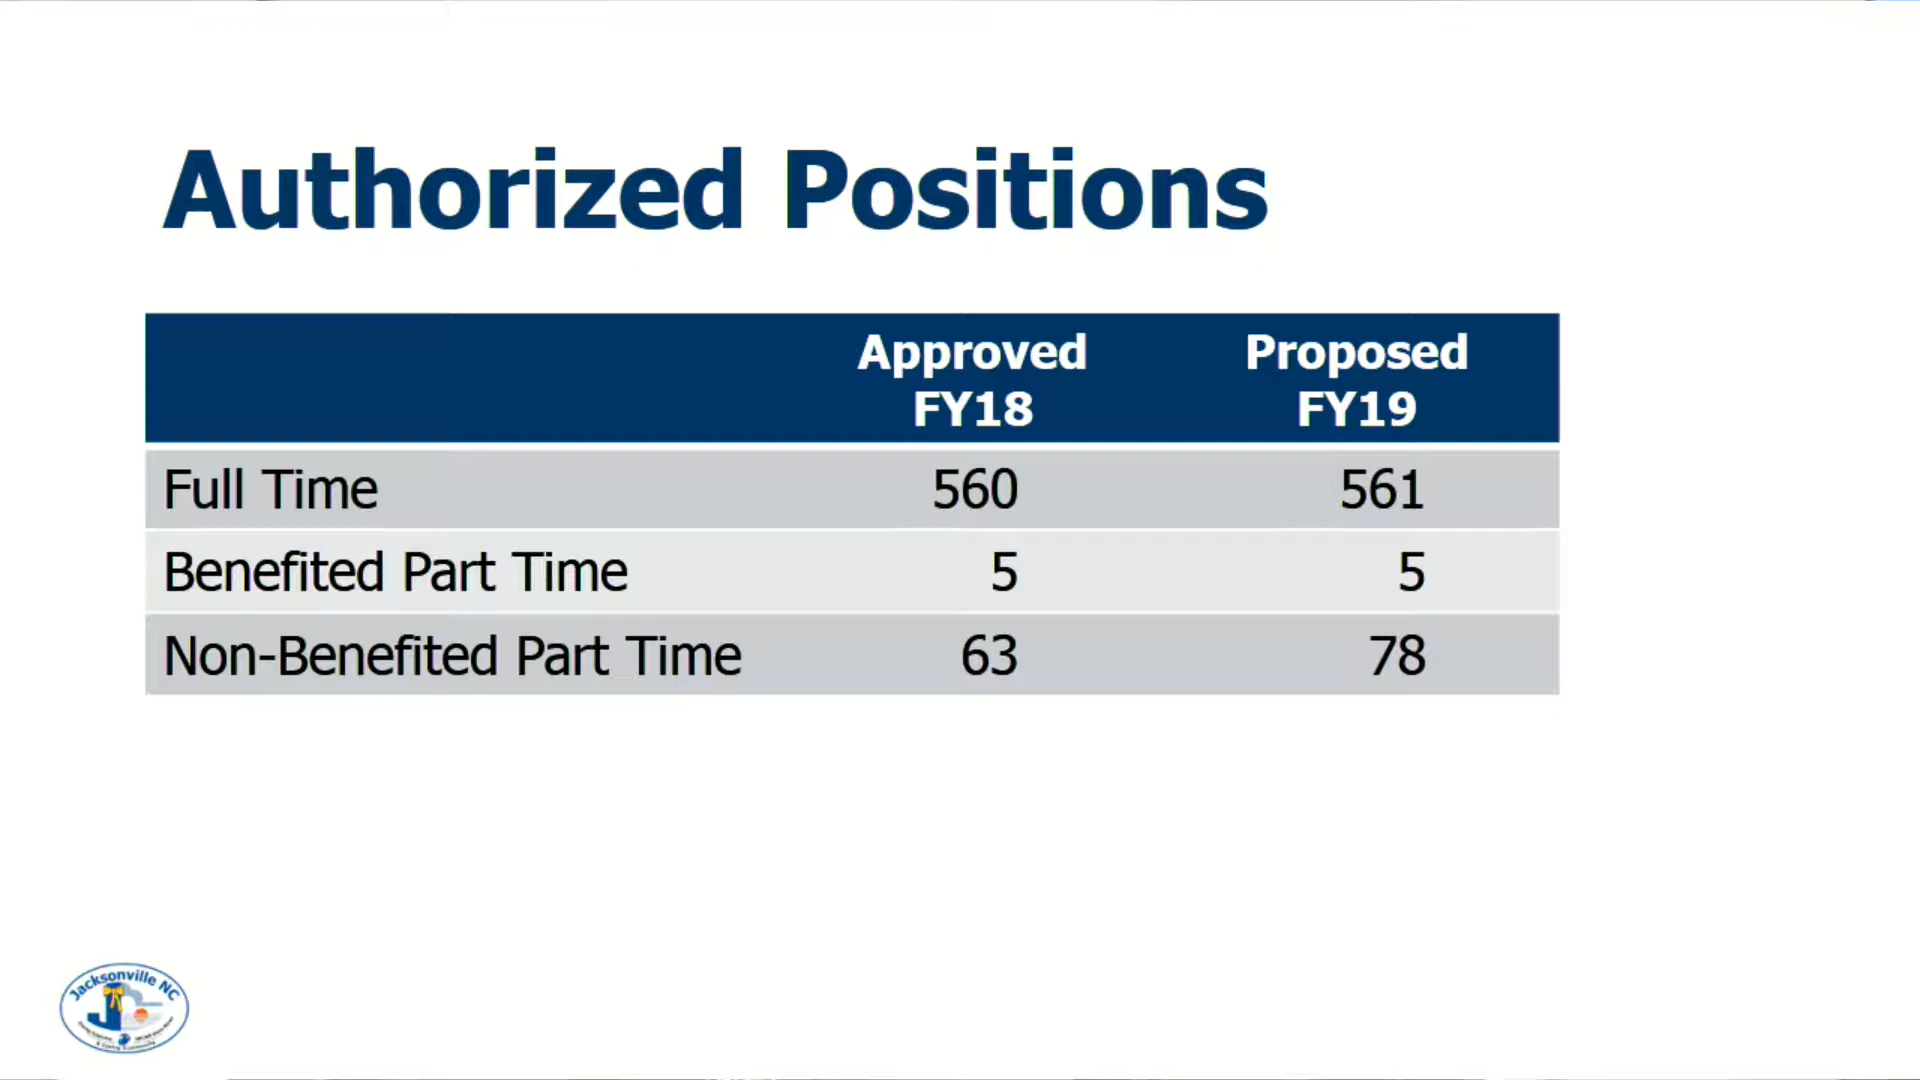 Authorized Positions
Approved Proposed
FY18 FY19
Full Time 560 561
Benefited Part Time 5 5
Non-Benefited Part Time 63 78
Jacksonville NC